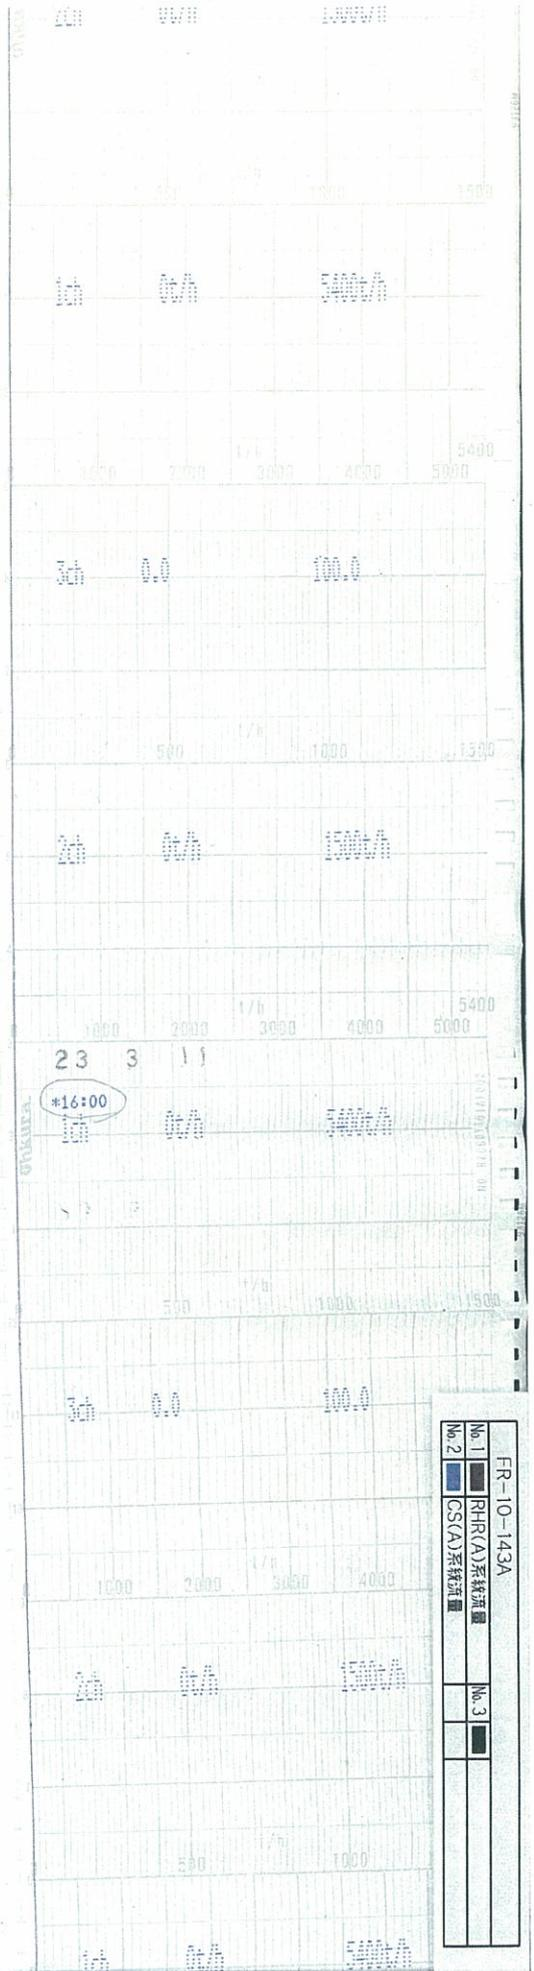 2ch 0t/h 1500t/h
500 t/h 1000 1500
1ch 0t/h 5400t/h
t/h 5400
1000 2000 3000 4000 5000
3ch 0.0 100.0
t/h
500 1000 1500
2ch 0t/h 1500t/h
t/h 5400
1000 2000 3000 4000 5000
23 3 11
*16:00
1ch 0t/h 5400t/h
Ohkura
t/h
500 1000 1500
3ch 0.0 100.0
t/h
1000 2000 3000 4000
2ch 0t/h 1500t/h
t/h
500 1000
1ch 0t/h 5400t/h
FR-10-143A
No.1 RHR(A)系統流量 No.3
No.2 CS(A)系統流量